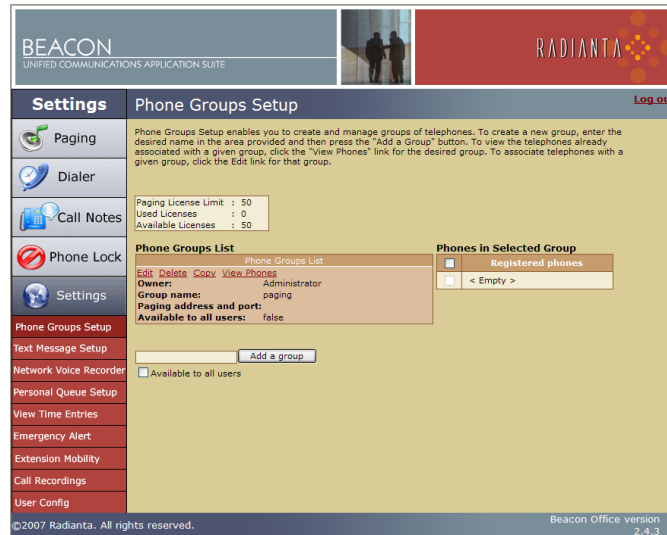 BEACON
UNIFIED COMMUNICATIONS APPLICATION SUITE
RADIANTA
Settings
Phone Groups Setup
Log ou
Paging
Dialer
Call Notes
Phone Lock
Settings
Phone Groups Setup
Text Message Setup
Network Voice Recorder
Personal Queue Setup
View Time Entries
Emergency Alert
Extension Mobility
Call Recordings
User Config
Phone Groups Setup enables you to create and manage groups of telephones. To create a new group, enter the
desired name in the area provided and then press the "Add a Group" button. To view the telephones already
associated with a given group, click the "View Phones" link for the desired group. To associate telephones with a
given group, click the Edit link for that group.
Paging License Limit : 50
Used Licenses : 0
Available Licenses : 50
Phone Groups List
Phone Groups List
Edit Delete Copy View Phones
Owner: Administrator
Group name: paging
Paging address and port:
Available to all users: false
Add a group
Available to all users
Phones in Selected Group
Registered phones
< Empty >
©2007 Radianta. All rights reserved.
Beacon Office version
2.4.3